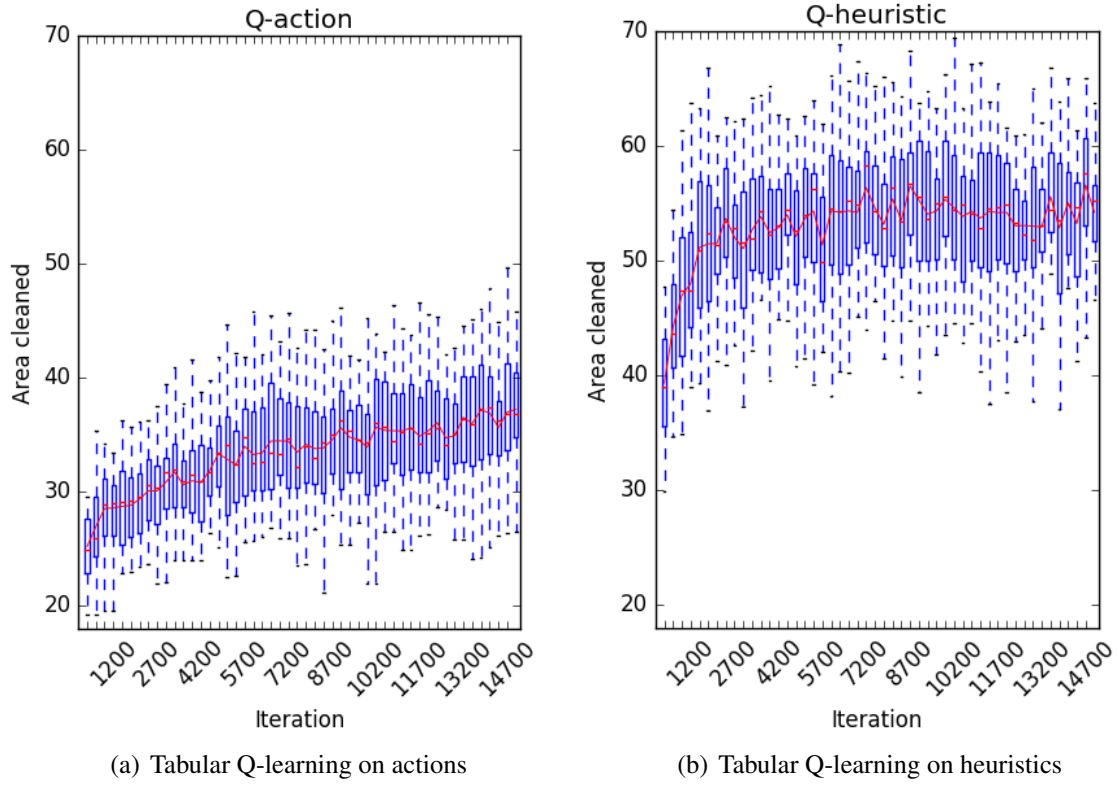 Q-action
70
60
50
40
30
20
Area cleaned
1200 2700 4200 5700 7200 8700 10200 11700 13200 14700
Iteration
(a) Tabular Q-learning on actions
Q-heuristic
70
60
50
40
30
20
Area cleaned
1200 2700 4200 5700 7200 8700 10200 11700 13200 14700
Iteration
(b) Tabular Q-learning on heuristics